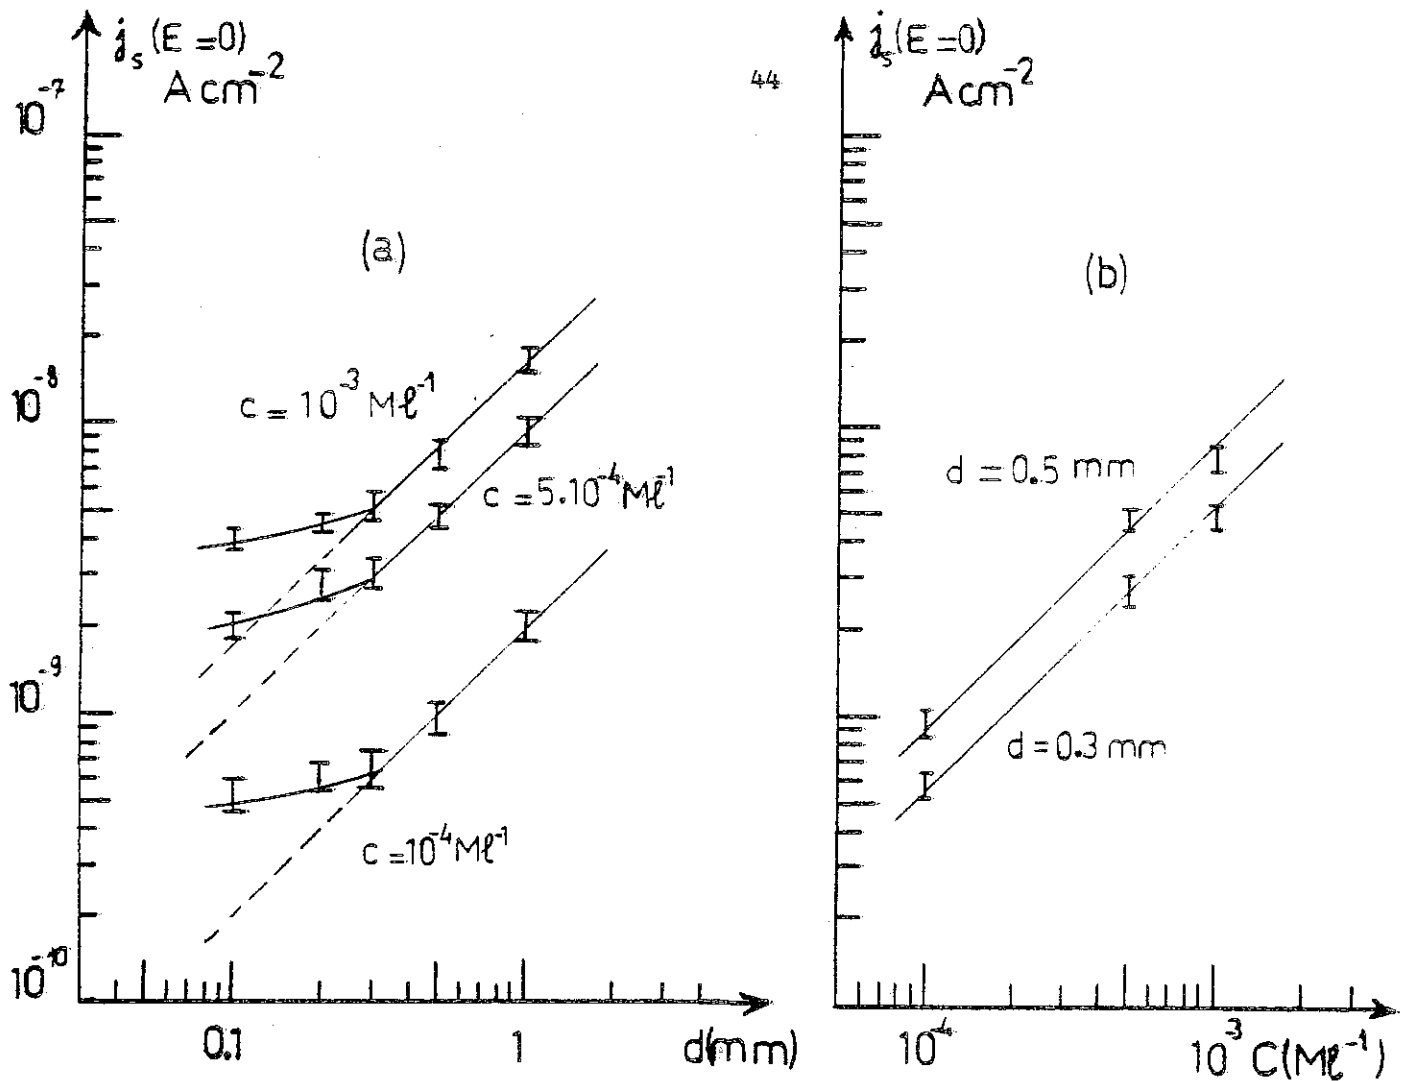 44
jₛ (E=0)
A cm⁻²
10⁻⁷
10⁻⁸
10⁻⁹
10⁻¹⁰
(a)
c = 10⁻³ Mℓ⁻¹
c = 5.10⁻⁴ Mℓ⁻¹
c = 10⁻⁴ Mℓ⁻¹
0.1
1
d(mm)
jₛ(E=0)
A cm⁻²
(b)
d = 0.5 mm
d = 0.3 mm
10⁻⁴
10⁻³
C(Mℓ⁻¹)